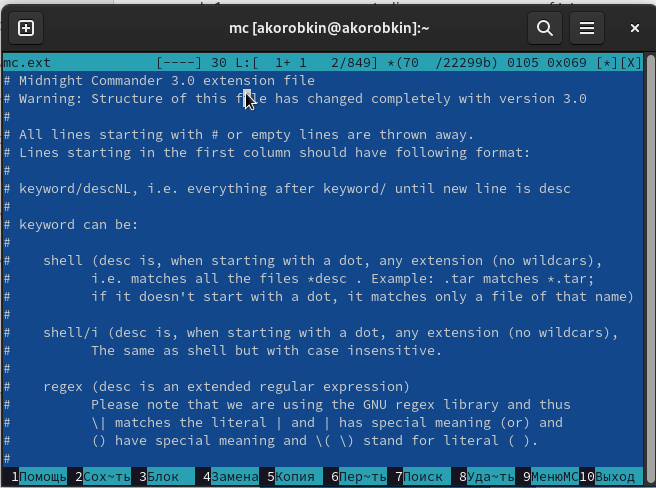 mc [akorobkin@akorobkin]:~
mc.ext [----] 30 L:[ 1+ 1 2/849] *(70 /22299b) 0105 0x069 [*][X]
# Midnight Commander 3.0 extension file
# Warning: Structure of this file has changed completely with version 3.0
#
# All lines starting with # or empty lines are thrown away.
# Lines starting in the first column should have following format:
#
# keyword/descNL, i.e. everything after keyword/ until new line is desc
#
# keyword can be:
#
#    shell (desc is, when starting with a dot, any extension (no wildcars),
#          i.e. matches all the files *desc . Example: .tar matches *.tar;
#          if it doesn't start with a dot, it matches only a file of that name)
#
#    shell/i (desc is, when starting with a dot, any extension (no wildcars),
#          The same as shell but with case insensitive.
#
#    regex (desc is an extended regular expression)
#          Please note that we are using the GNU regex library and thus
#          \| matches the literal | and | has special meaning (or) and
#          () have special meaning and \( \) stand for literal ( ).
#
1Помощь 2Сох~ть 3Блок 4Замена 5Копия 6Пер~ть 7Поиск 8Уда~ть 9МенюMC 10Выход